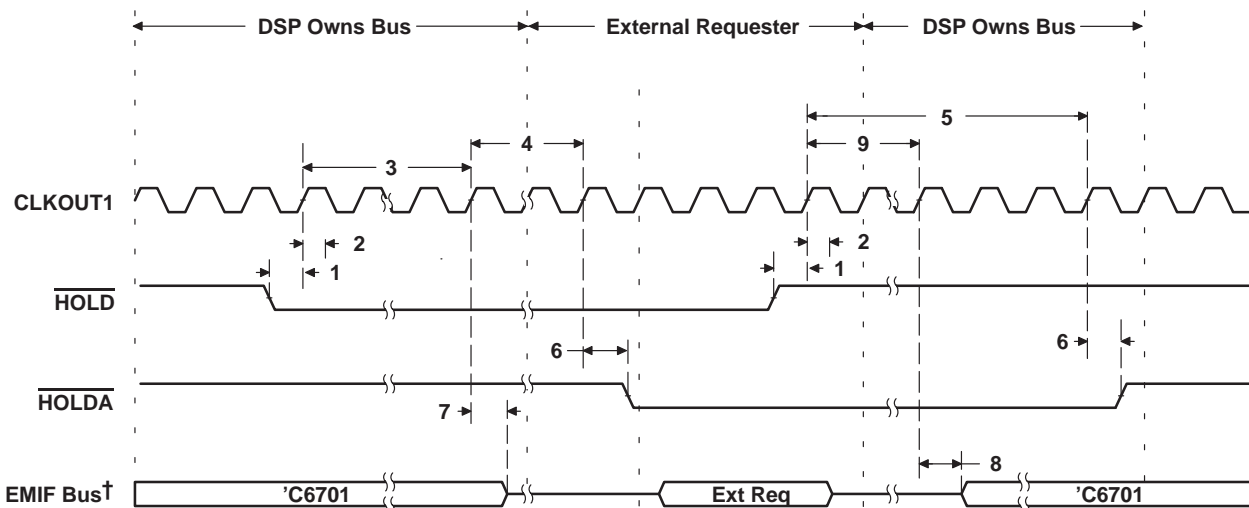 DSP Owns Bus External Requester DSP Owns Bus
5
4 9
3
CLKOUT1
2 2
1 1
HOLD
6 6
HOLDA
7
8
EMIF Bus† 'C6701 Ext Req 'C6701